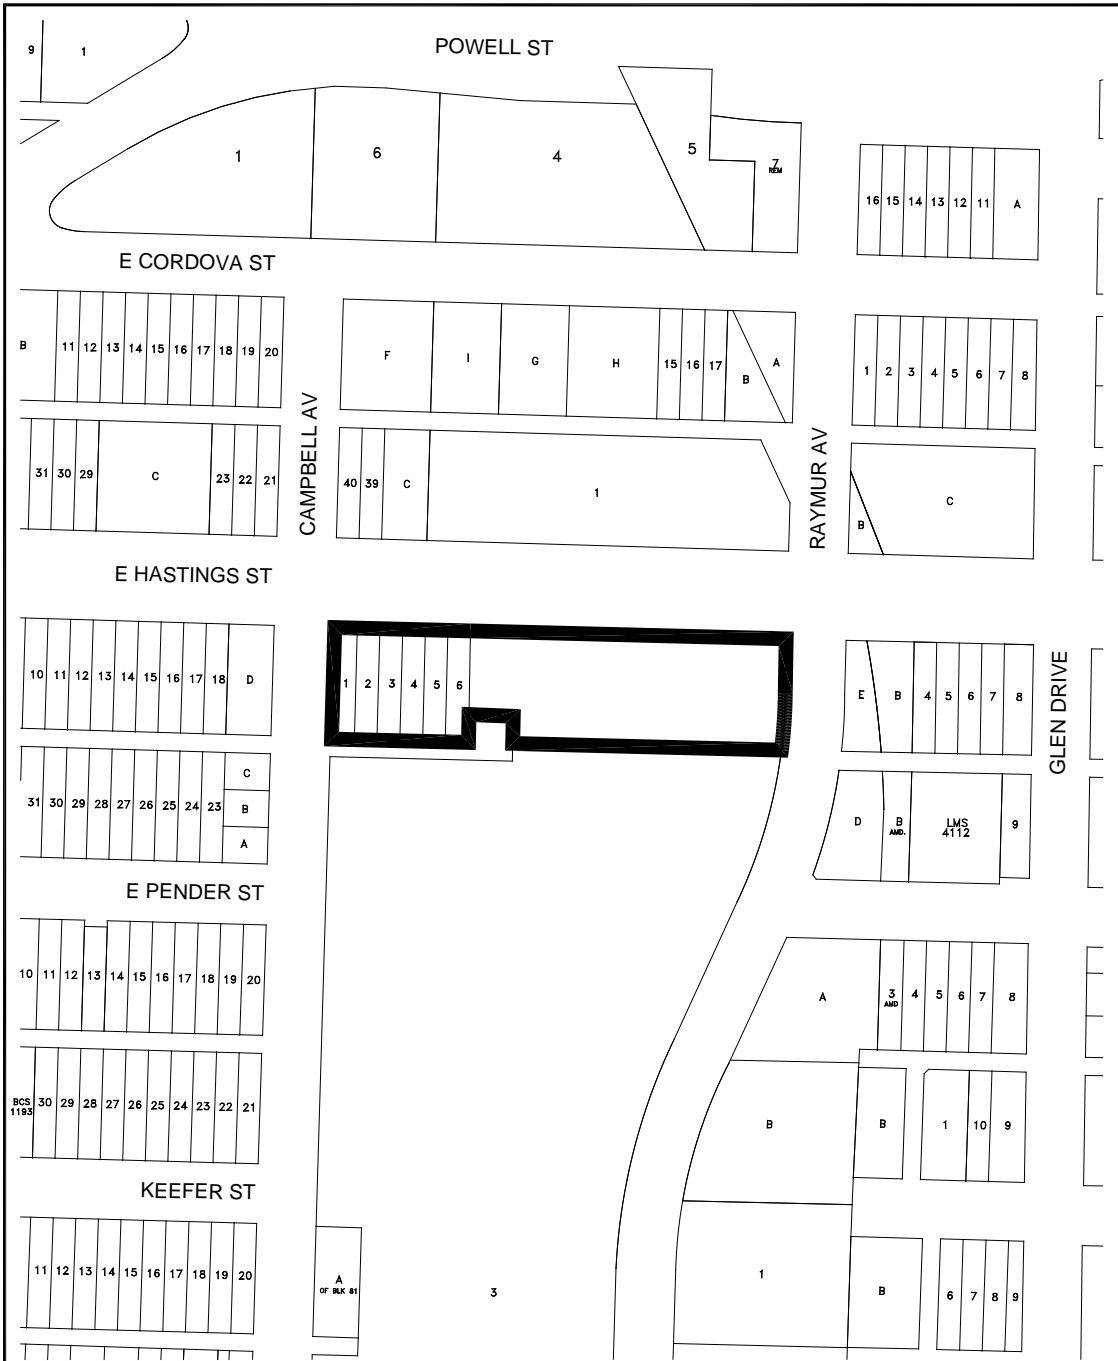 POWELL ST
9 1
1 6 4 5 7
REM
16 15 14 13 12 11 A
E CORDOVA ST
B 11 12 13 14 15 16 17 18 19 20
F I G H 15 16 17 B A
1 2 3 4 5 6 7 8
CAMPBELL AV
RAYMUR AV
31 30 29 C 23 22 21
40 39 C 1
B C
E HASTINGS ST
10 11 12 13 14 15 16 17 18 D
1 2 3 4 5 6
E B 4 5 6 7 8
GLEN DRIVE
31 30 29 28 27 26 25 24 23
C
B
A
D B
AMD.
LMS
4112
9
E PENDER ST
10 11 12 13 14 15 16 17 18 19 20
A 3
AMD
4 5 6 7 8
BCS
1193
30 29 28 27 26 25 24 23 22 21
B B 1 10 9
KEEFER ST
11 12 13 14 15 16 17 18 19 20
A
OF BLK 81
3 1 B 6 7 8 9